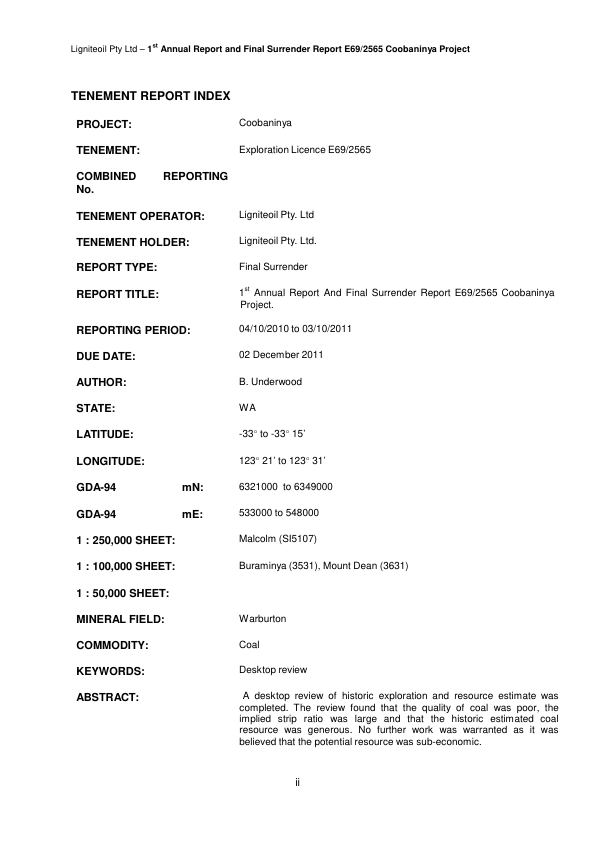 Ligniteoil Pty Ltd – 1st Annual Report and Final Surrender Report E69/2565 Coobaninya Project
TENEMENT REPORT INDEX
PROJECT: Coobaninya
TENEMENT: Exploration Licence E69/2565
COMBINED REPORTING
No.
TENEMENT OPERATOR: Ligniteoil Pty. Ltd
TENEMENT HOLDER: Ligniteoil Pty. Ltd.
REPORT TYPE: Final Surrender
REPORT TITLE: 1st Annual Report And Final Surrender Report E69/2565 Coobaninya
Project.
REPORTING PERIOD: 04/10/2010 to 03/10/2011
DUE DATE: 02 December 2011
AUTHOR: B. Underwood
STATE: WA
LATITUDE: -33° to -33° 15’
LONGITUDE: 123° 21’ to 123° 31’
GDA-94 mN: 6321000 to 6349000
GDA-94 mE: 533000 to 548000
1 : 250,000 SHEET: Malcolm (SI5107)
1 : 100,000 SHEET: Buraminya (3531), Mount Dean (3631)
1 : 50,000 SHEET:
MINERAL FIELD: Warburton
COMMODITY: Coal
KEYWORDS: Desktop review
ABSTRACT: A desktop review of historic exploration and resource estimate was
completed. The review found that the quality of coal was poor, the
implied strip ratio was large and that the historic estimated coal
resource was generous. No further work was warranted as it was
believed that the potential resource was sub-economic.
ii